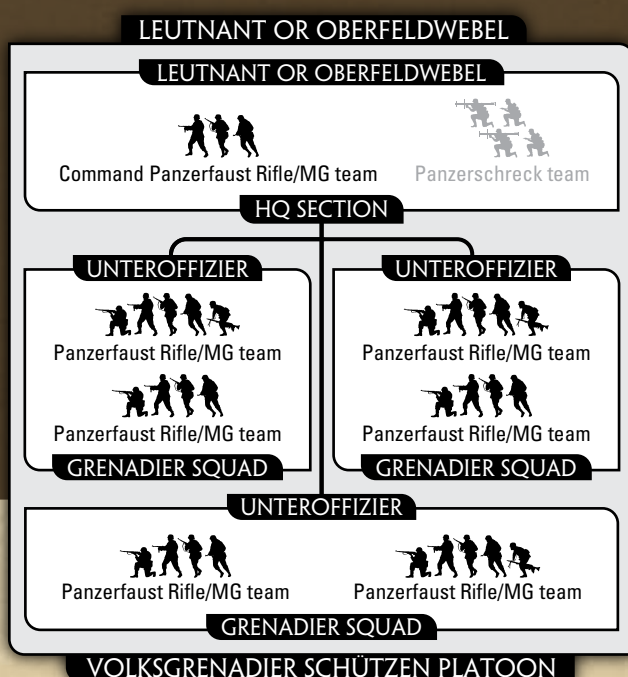 LEUTNANT OR OBERFELDWEBEL
LEUTNANT OR OBERFELDWEBEL
Command Panzerfaust Rifle/MG team
Panzerschreck team
HQ SECTION
UNTEROFFIZIER
Panzerfaust Rifle/MG team
Panzerfaust Rifle/MG team
GRENADIER SQUAD
UNTEROFFIZIER
Panzerfaust Rifle/MG team
Panzerfaust Rifle/MG team
GRENADIER SQUAD
UNTEROFFIZIER
Panzerfaust Rifle/MG team
Panzerfaust Rifle/MG team
GRENADIER SQUAD
VOLKSGRENADIER SCHÜTZEN PLATOON